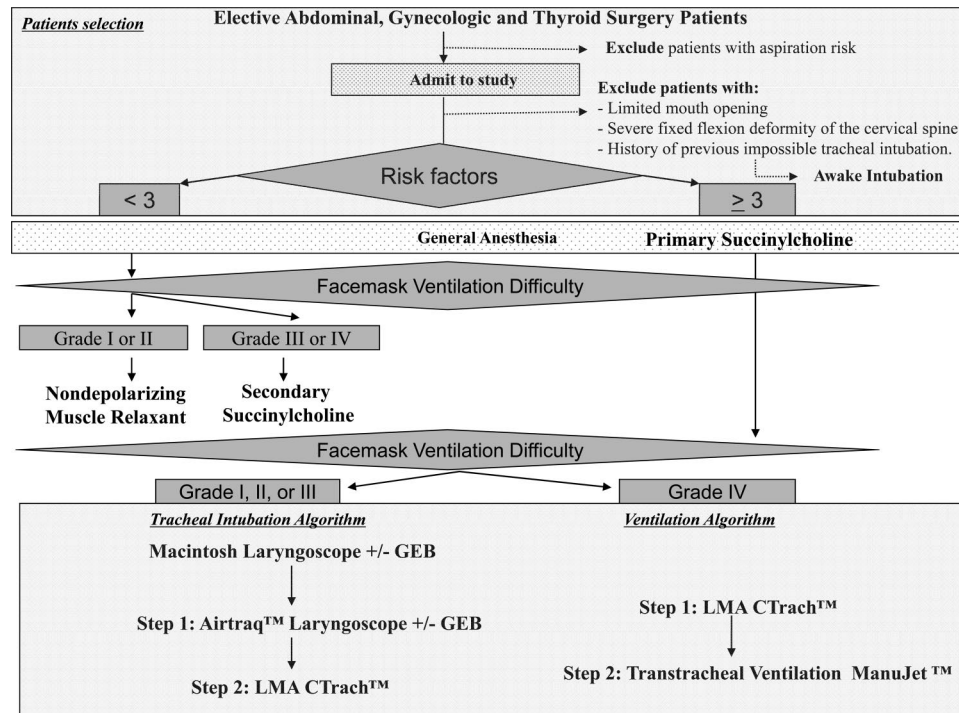 Patients selection
Elective Abdominal, Gynecologic and Thyroid Surgery Patients
Exclude patients with aspiration risk
Admit to study
Exclude patients with:
- Limited mouth opening
- Severe fixed flexion deformity of the cervical spine
- History of previous impossible tracheal intubation.
Awake Intubation
Risk factors
< 3
≥ 3
General Anesthesia
Primary Succinylcholine
Facemask Ventilation Difficulty
Grade I or II
Grade III or IV
Nondepolarizing
Muscle Relaxant
Secondary
Succinylcholine
Facemask Ventilation Difficulty
Grade I, II, or III
Grade IV
Tracheal Intubation Algorithm
Macintosh Laryngoscope +/- GEB
Step 1: Airtraq™ Laryngoscope +/- GEB
Step 2: LMA CTrach™
Ventilation Algorithm
Step 1: LMA CTrach™
Step 2: Transtracheal Ventilation ManuJet ™